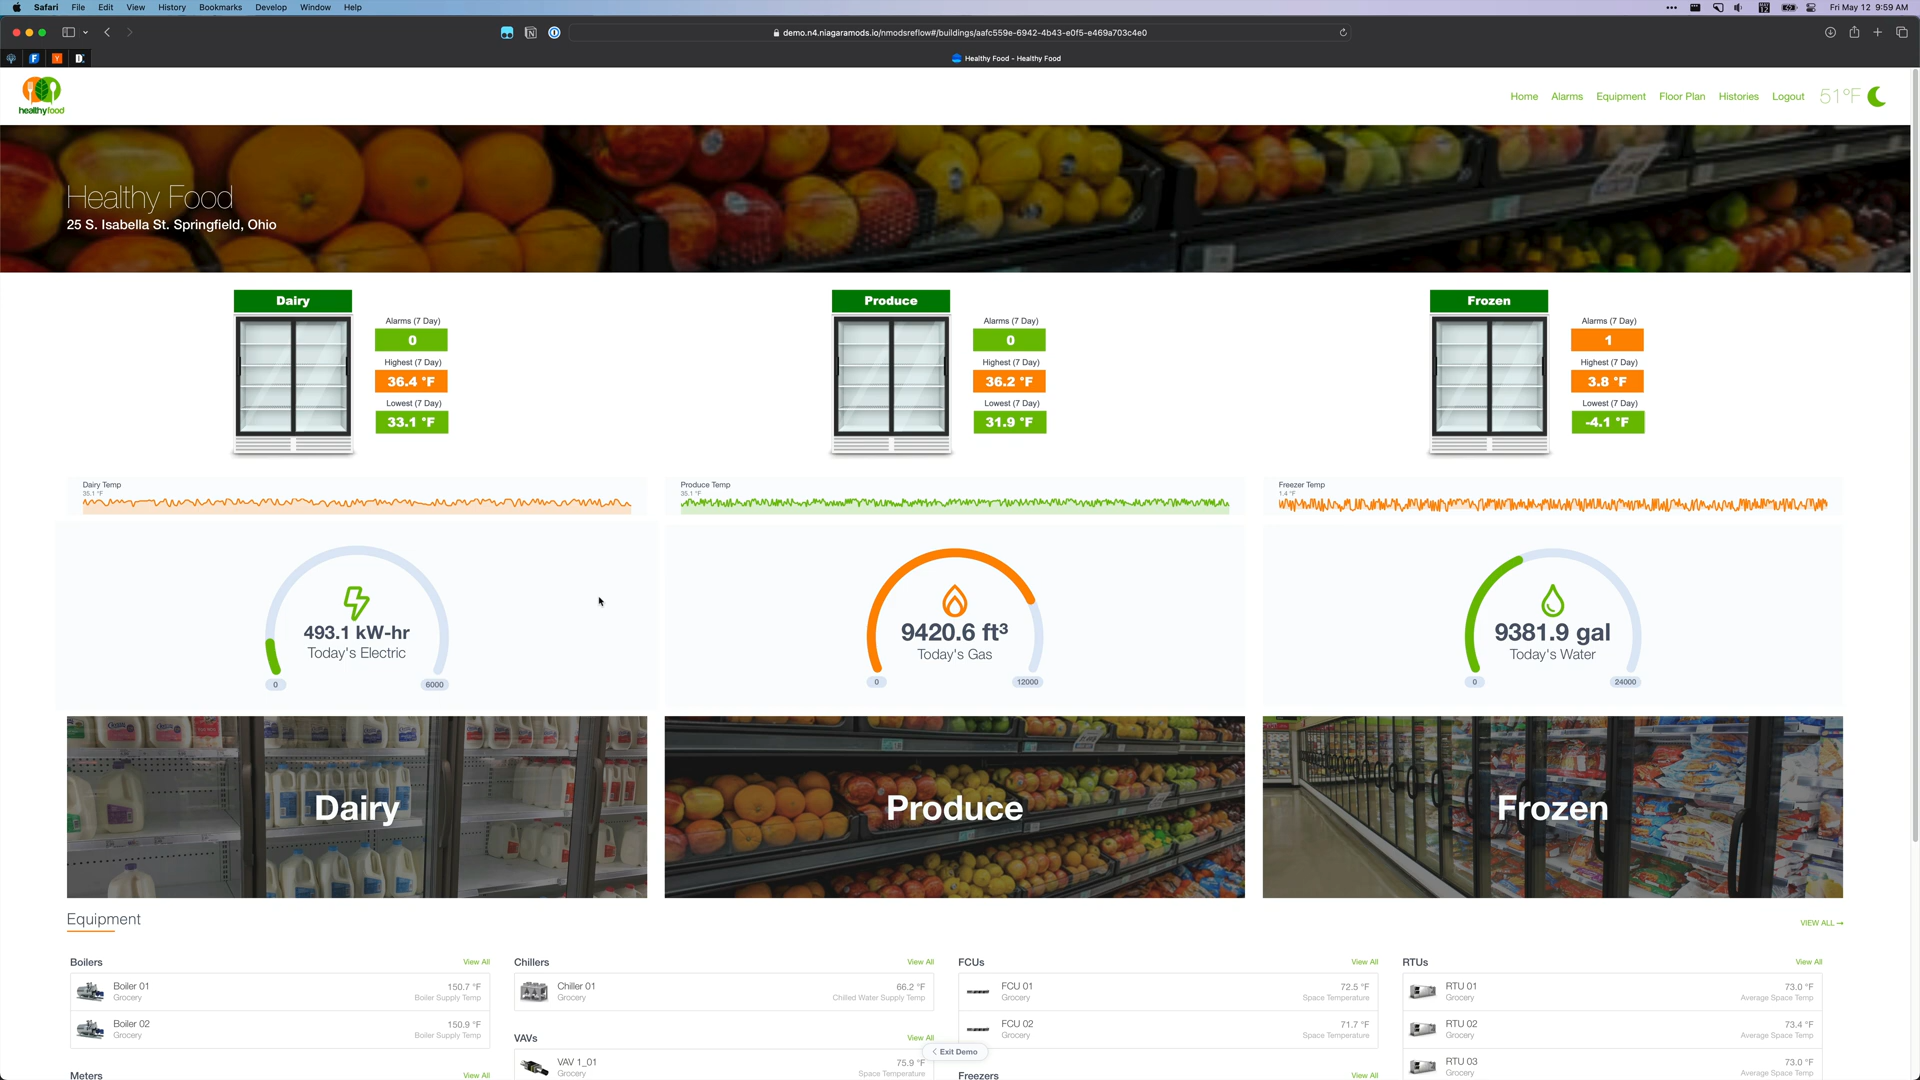 Safari File Edit View History Bookmarks Develop Window Help
Fri May 12 9:59 AM
demo.n4.niagaramods.io/nmodsreflow#/buildings/aafc559e-6942-4b43-e0f5-e469a703c4e0
Healthy Food - Healthy Food
healthyfood
Home Alarms Equipment Floor Plan Histories Logout 51°F
Healthy Food
25 S. Isabella St. Springfield, Ohio
Dairy
Alarms (7 Day)
0
Highest (7 Day)
36.4 °F
Lowest (7 Day)
33.1 °F
Produce
Alarms (7 Day)
0
Highest (7 Day)
36.2 °F
Lowest (7 Day)
31.9 °F
Frozen
Alarms (7 Day)
1
Highest (7 Day)
3.8 °F
Lowest (7 Day)
-4.1 °F
Dairy Temp
35.1 °F
Produce Temp
35.1 °F
Freezer Temp
1.4 °F
493.1 kW-hr
Today's Electric
0 6000
9420.6 ft³
Today's Gas
0 12000
9381.9 gal
Today's Water
0 24000
Dairy
Produce
Frozen
Equipment
VIEW ALL →
Boilers View All
Boiler 01 150.7 °F
Grocery Boiler Supply Temp
Boiler 02 150.9 °F
Grocery Boiler Supply Temp
Meters View All
Chillers View All
Chiller 01 66.2 °F
Grocery Chilled Water Supply Temp
VAVs View All
VAV 1_01 75.9 °F
Grocery Space Temperature
FCUs View All
FCU 01 72.5 °F
Grocery Space Temperature
FCU 02 71.7 °F
Grocery Space Temperature
Exit Demo
Freezers View All
RTUs View All
RTU 01 73.0 °F
Grocery Average Space Temp
RTU 02 73.4 °F
Grocery Average Space Temp
RTU 03 73.0 °F
Grocery Average Space Temp